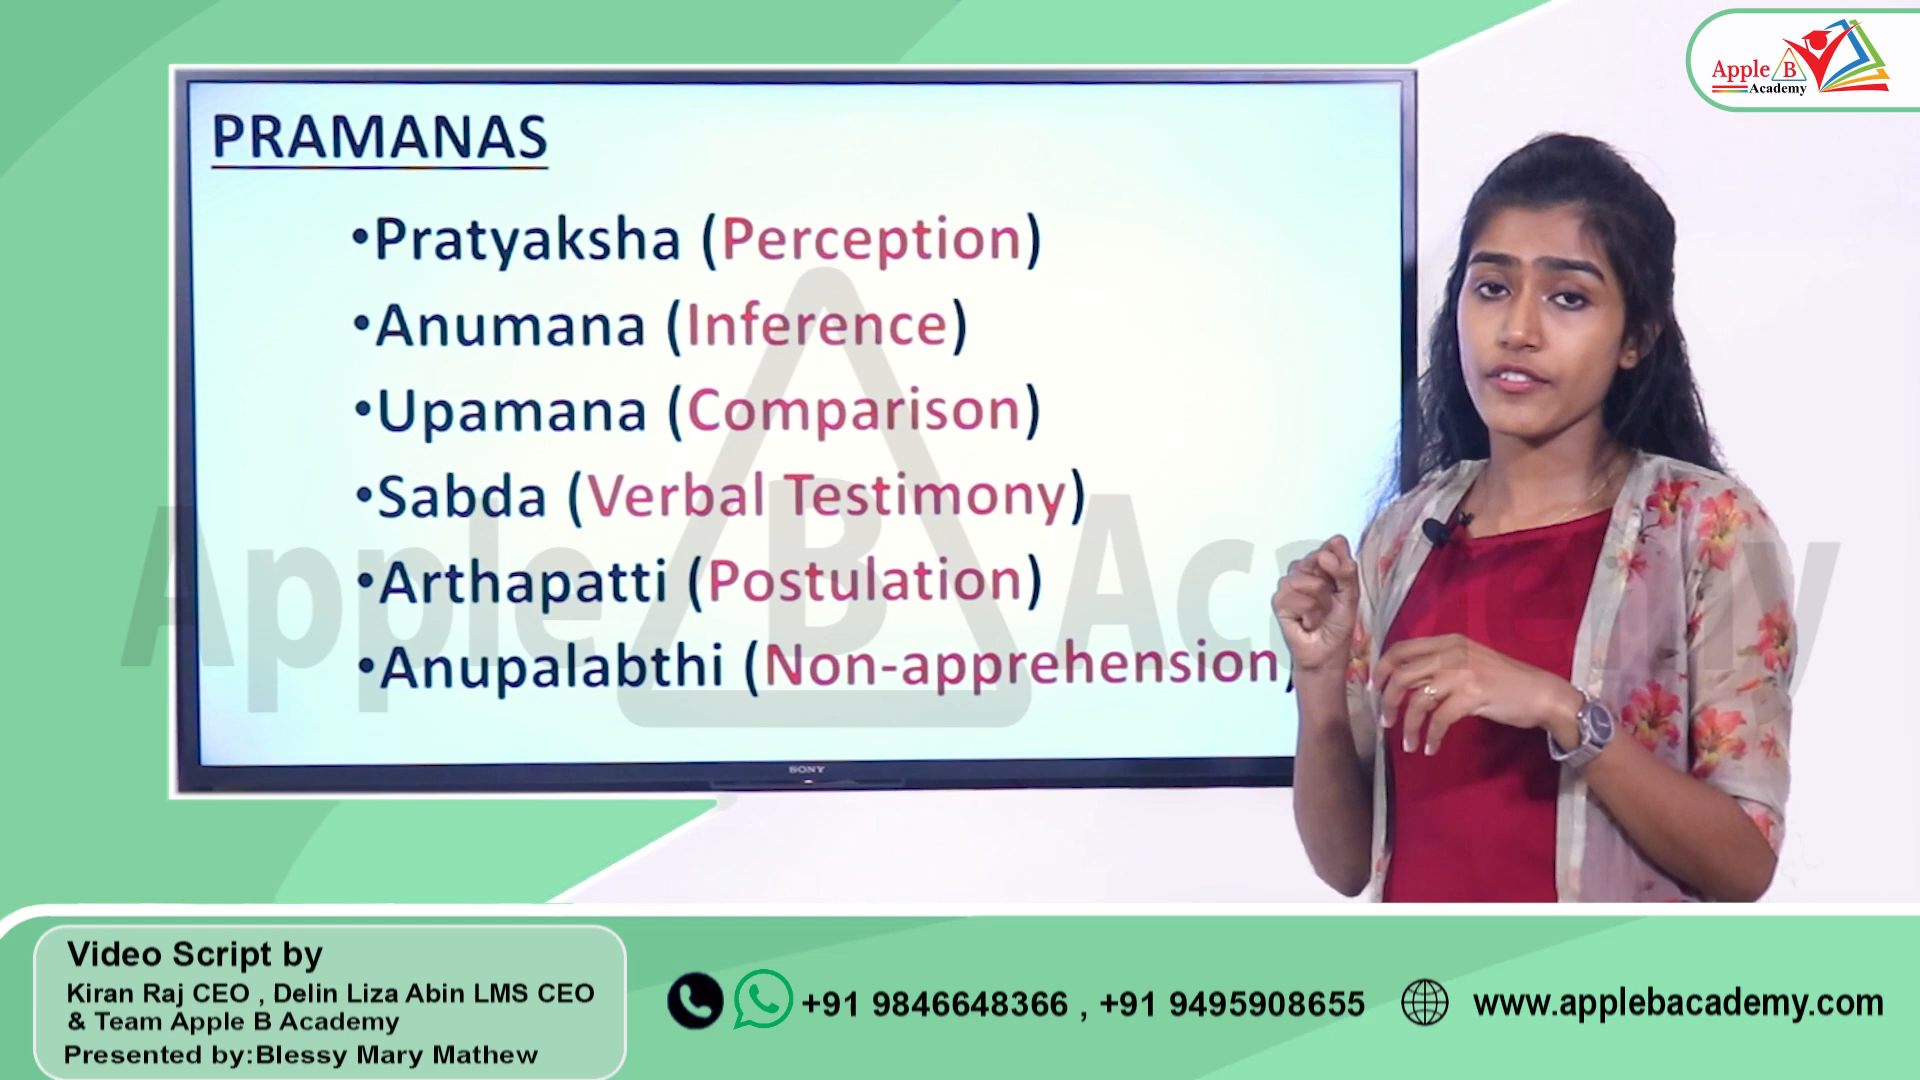 Apple B
Academy
PRAMANAS
•Pratyaksha (Perception)
•Anumana (Inference)
•Upamana (Comparison)
•Sabda (Verbal Testimony)
•Arthapatti (Postulation)
•Anupalabthi (Non-apprehension)
Apple B Academy
SONY
Video Script by
Kiran Raj CEO , Delin Liza Abin LMS CEO
& Team Apple B Academy
Presented by:Blessy Mary Mathew
+91 9846648366 , +91 9495908655
www.applebacademy.com